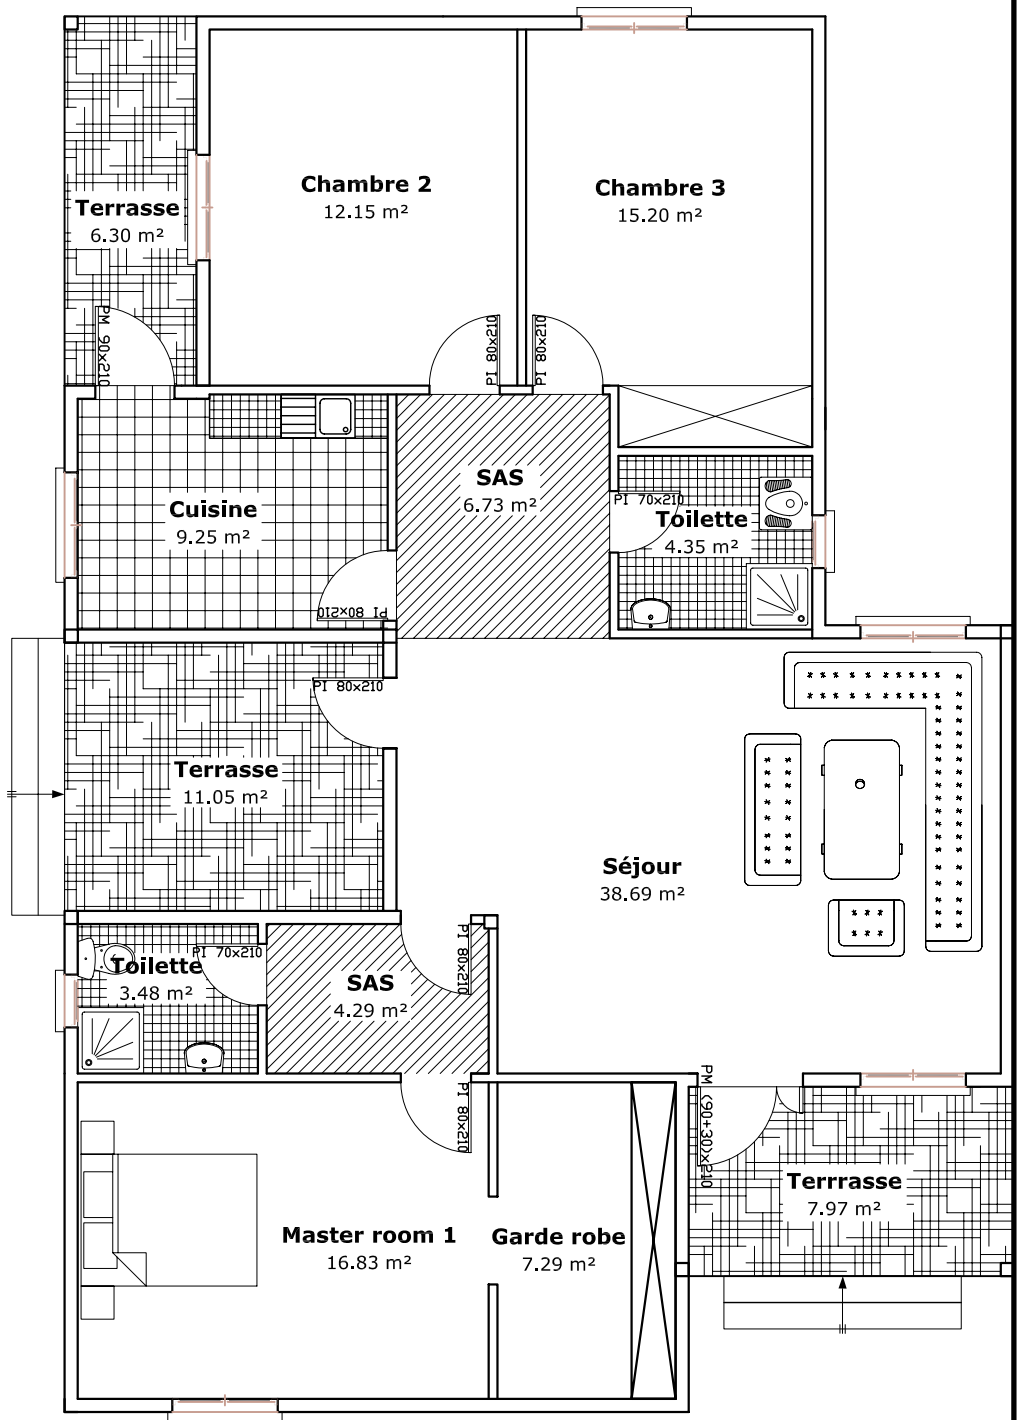 Chambre 2
12.15 m²
Chambre 3
15.20 m²
Terrasse
6.30 m²
PM 90x210
PI 80x210
PI 80x210
SAS
6.73 m²
Cuisine
9.25 m²
PI 70x210
Toilette
4.35 m²
PI 80x210
PI 80x210
Terrasse
11.05 m²
Séjour
38.69 m²
PI 70x210
Toilette
3.48 m²
SAS
4.29 m²
PI 80x210
PI 80x210
PM (90+30)x210
Terrrasse
7.97 m²
Master room 1
16.83 m²
Garde robe
7.29 m²